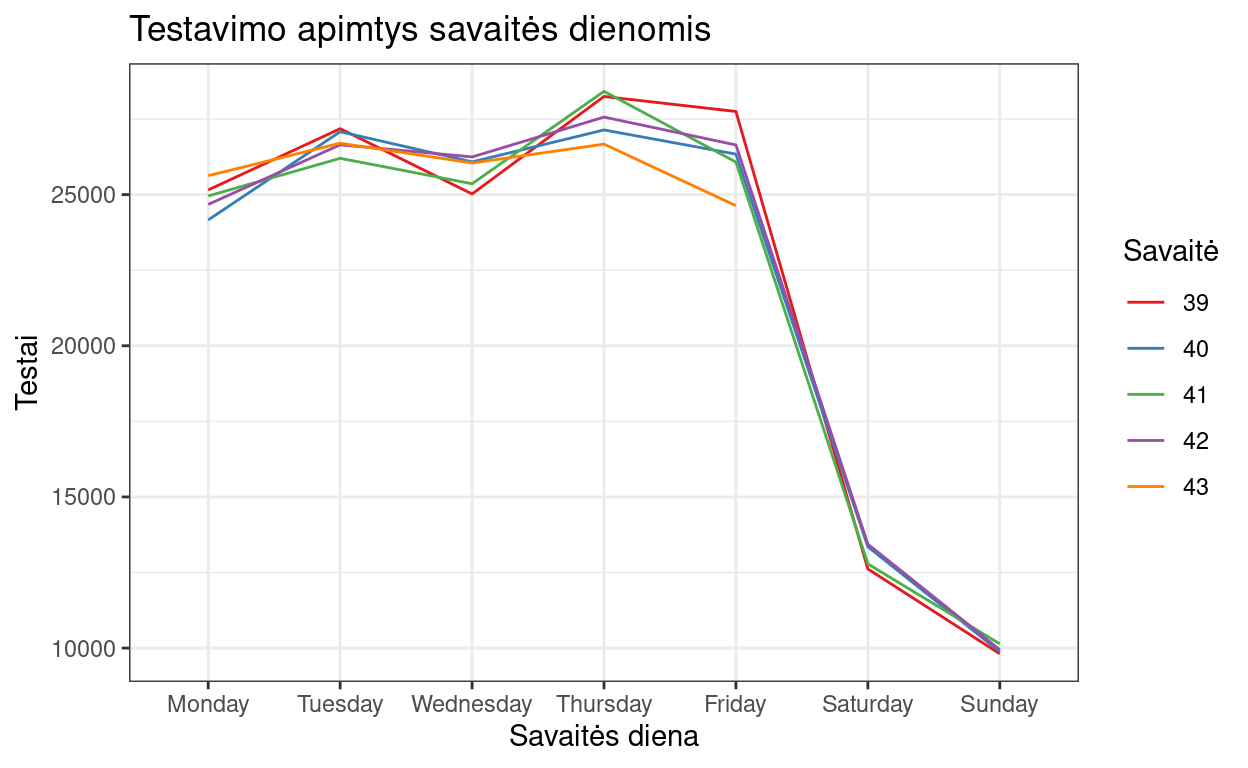 Testavimo apimtys savaitės dienomis
Testai
25000
20000
15000
10000
Monday Tuesday Wednesday Thursday Friday Saturday Sunday
Savaitės diena
Savaitė
39
40
41
42
43